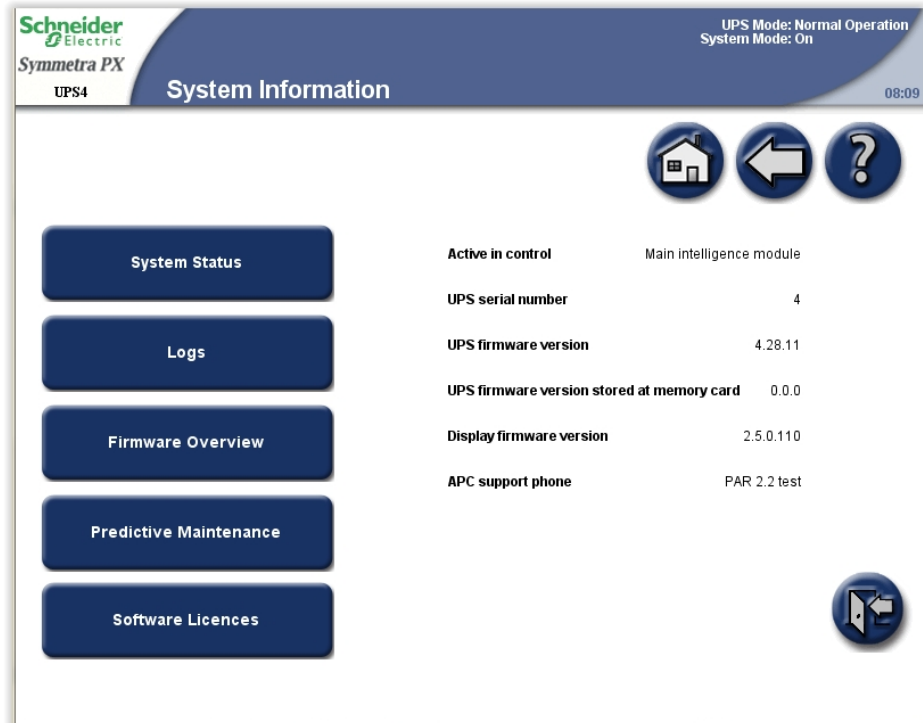 Schneider
Electric
Symmetra PX
UPS4
System Information
UPS Mode: Normal Operation
System Mode: On
08:09
?
System Status
Logs
Firmware Overview
Predictive Maintenance
Software Licences
Active in control Main intelligence module
UPS serial number 4
UPS firmware version 4.28.11
UPS firmware version stored at memory card 0.0.0
Display firmware version 2.5.0.110
APC support phone PAR 2.2 test